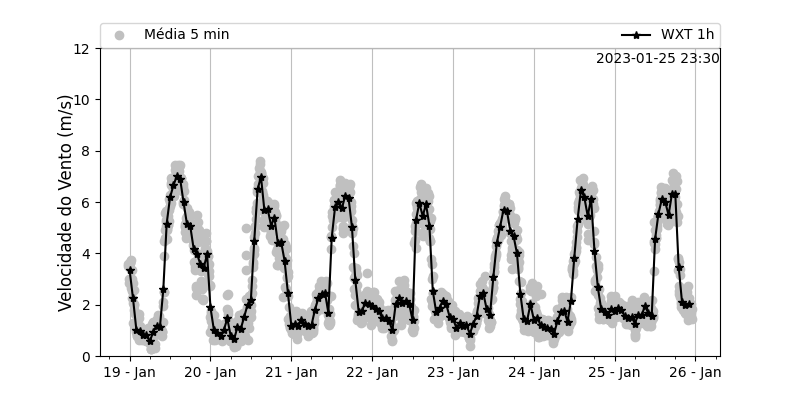 Média 5 min
WXT 1h
2023-01-25 23:30
Velocidade do Vento (m/s)
12
10
8
6
4
2
0
19 - Jan 20 - Jan 21 - Jan 22 - Jan 23 - Jan 24 - Jan 25 - Jan 26 - Jan